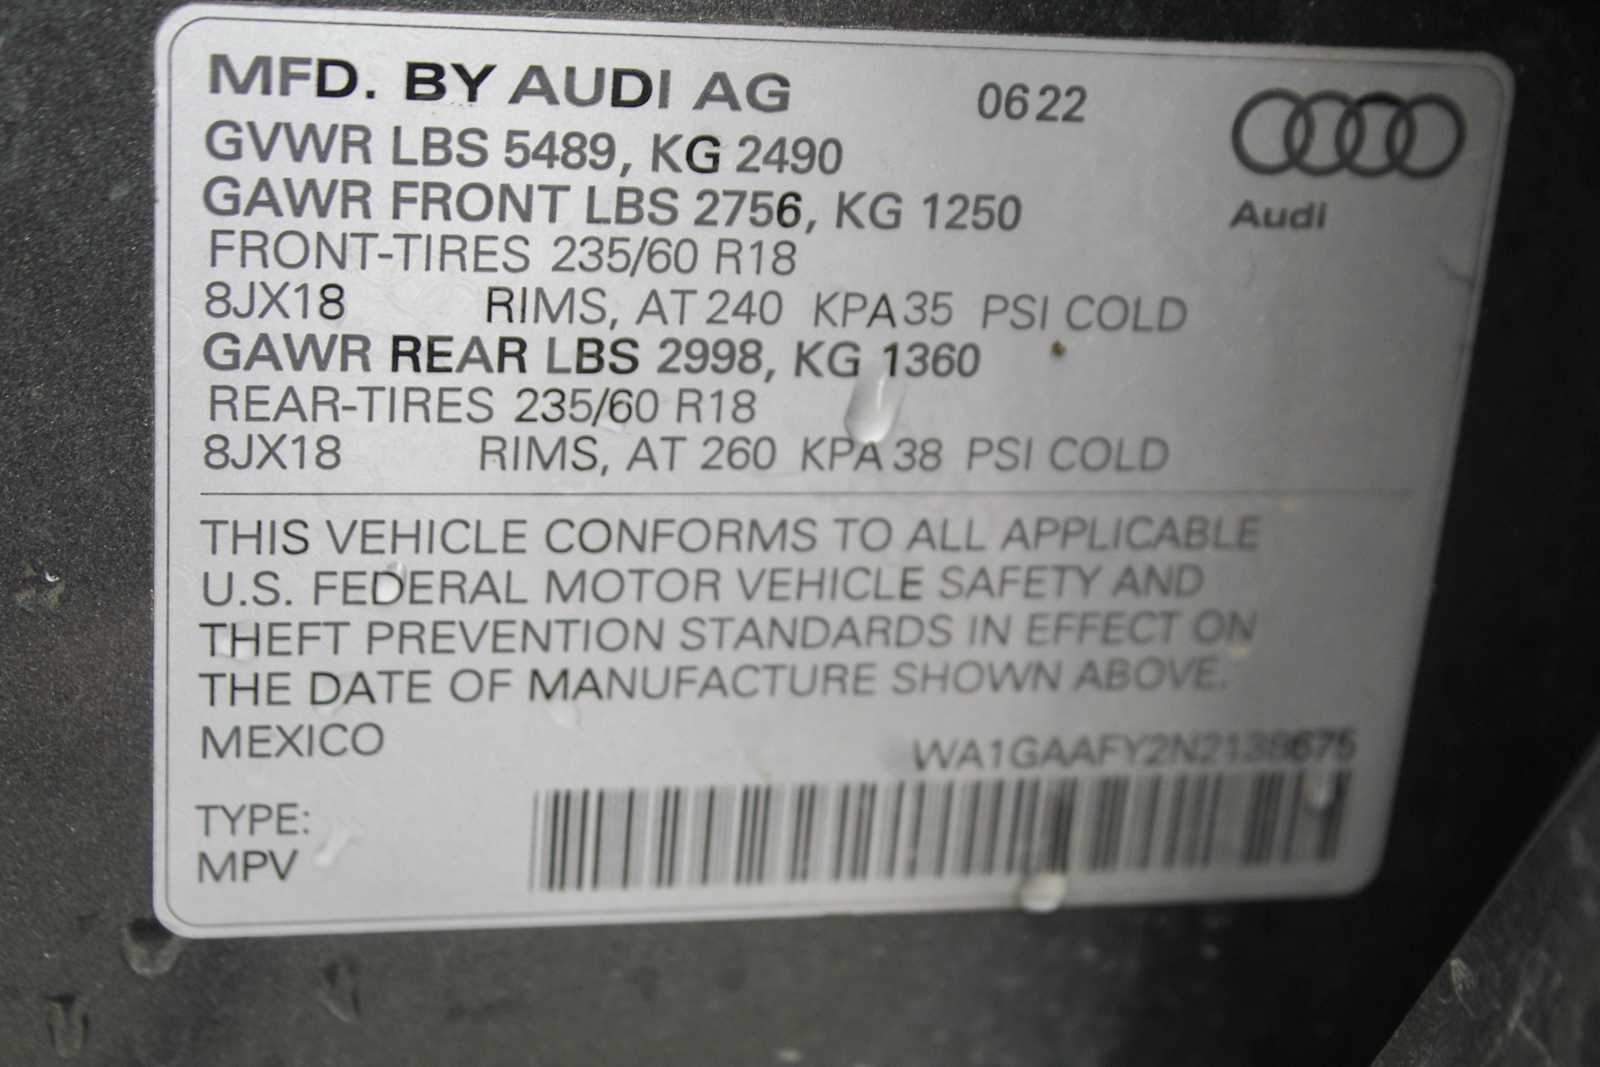 MFD. BY AUDI AG 0622
GVWR LBS 5489, KG 2490
GAWR FRONT LBS 2756, KG 1250
Audi
FRONT-TIRES 235/60 R18
8JX18 RIMS, AT 240 KPA 35 PSI COLD
GAWR REAR LBS 2998, KG 1360
REAR-TIRES 235/60 R18
8JX18 RIMS, AT 260 KPA 38 PSI COLD
THIS VEHICLE CONFORMS TO ALL APPLICABLE
U.S. FEDERAL MOTOR VEHICLE SAFETY AND
THEFT PREVENTION STANDARDS IN EFFECT ON
THE DATE OF MANUFACTURE SHOWN ABOVE.
MEXICO
WA1GAAFY2N2138675
TYPE:
MPV